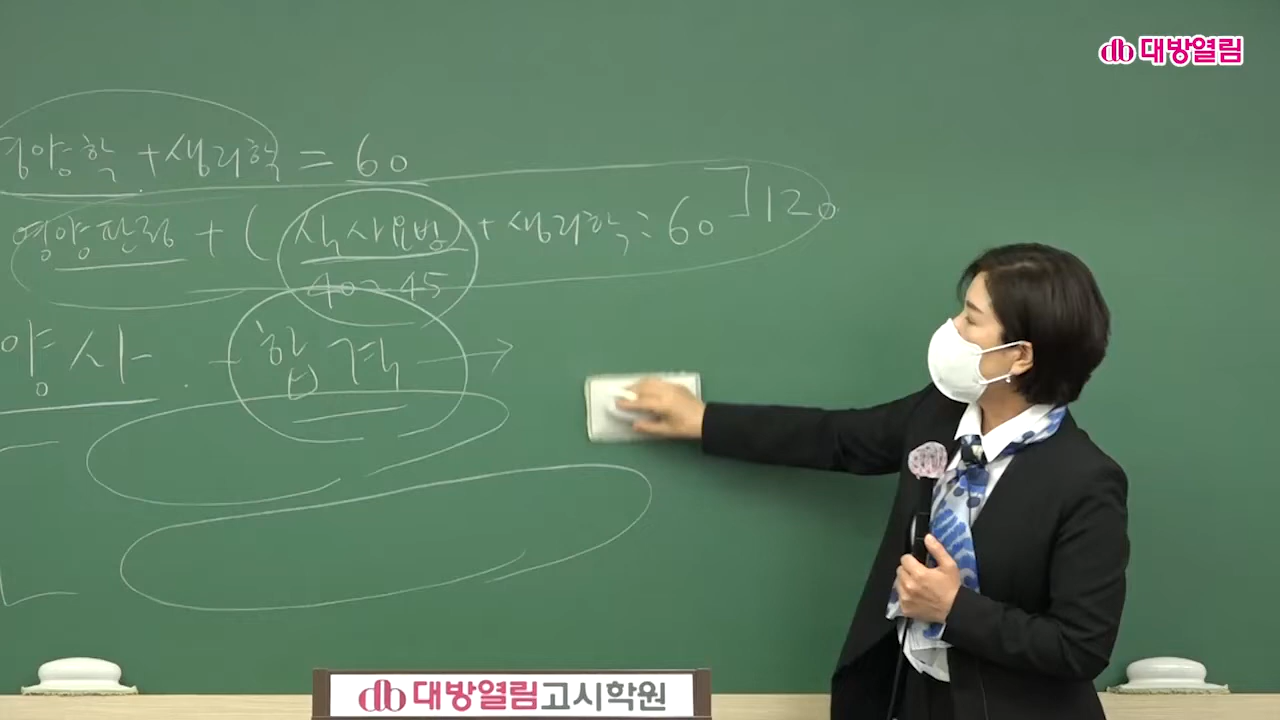 대방열림
영양학 + 생리학 = 60
영양판정 + (식사요법) + 생리학 = 60 ] 120
40~45
양사 - 합격 →
대방열림고시학원